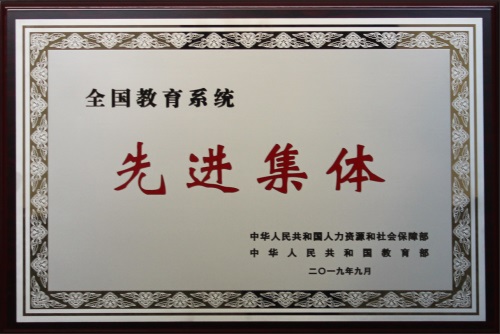 全国教育系统
先进集体
中华人民共和国人力资源和社会保障部
中华人民共和国教育部
二〇一九年九月